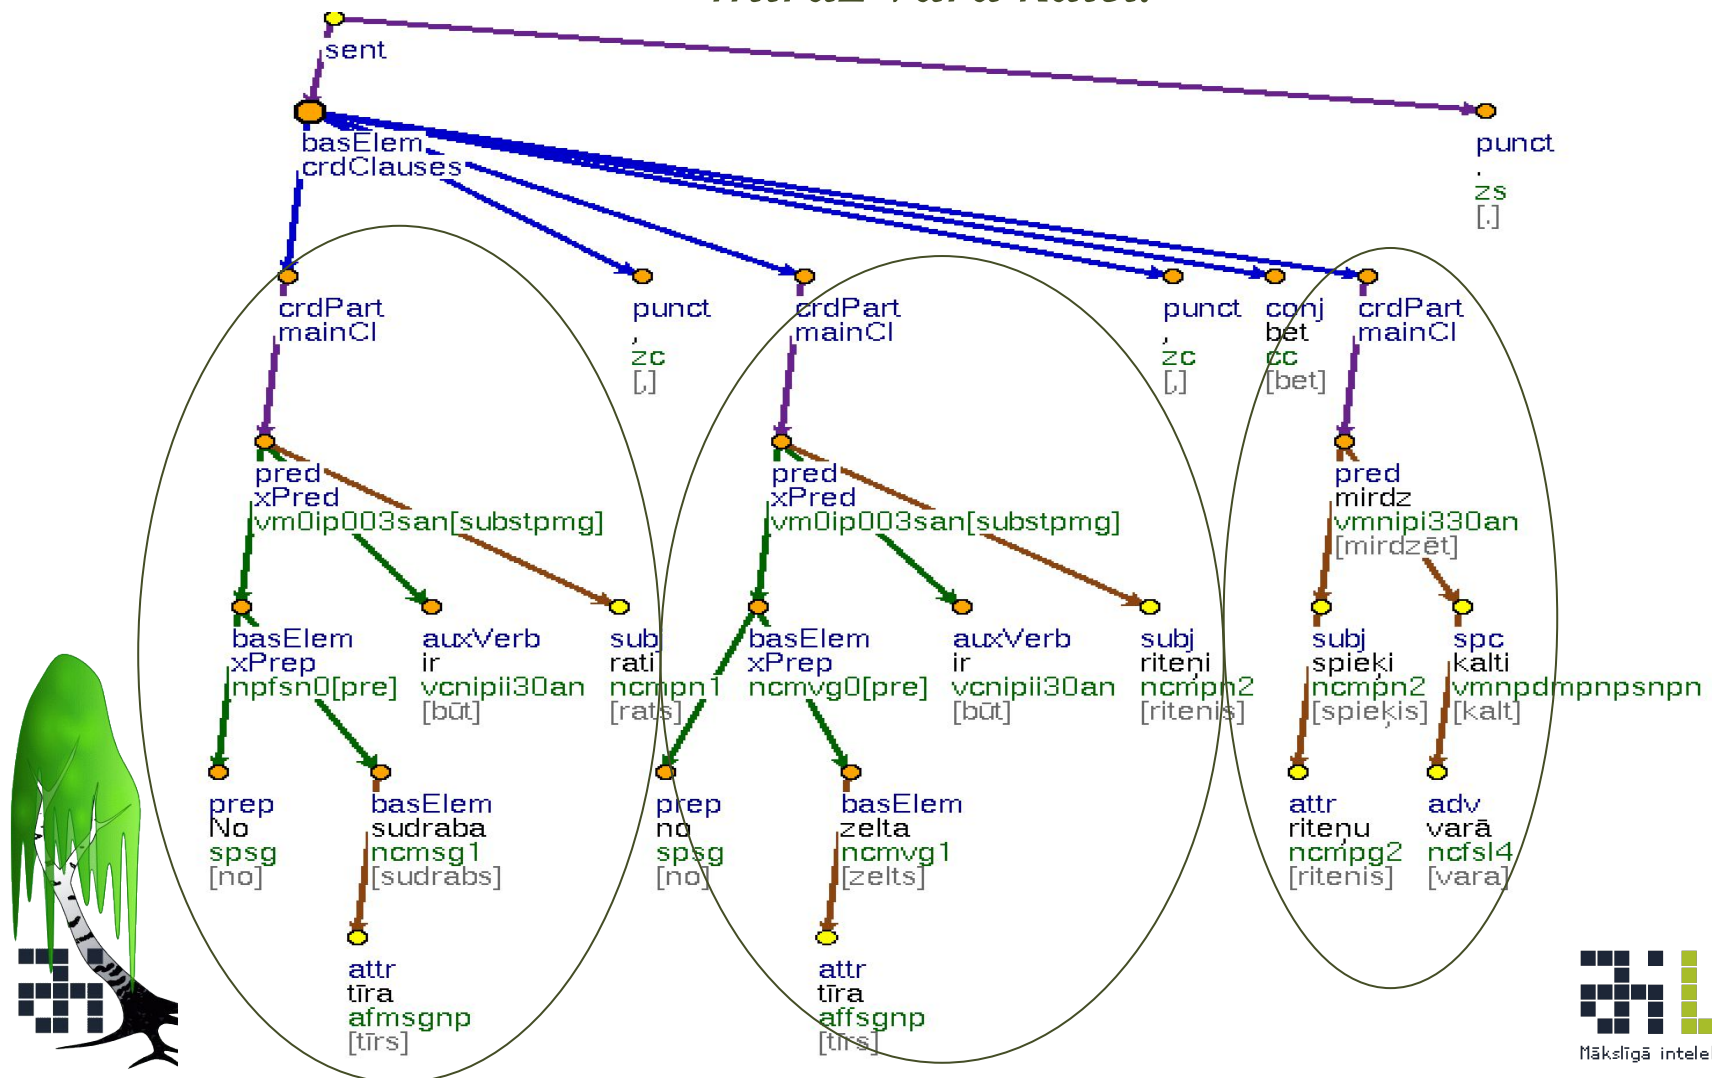 sent
basElem
crdClauses
punct
.
zs
[.]
crdPart
mainCl
punct
,
zc
[,]
crdPart
mainCl
punct
,
zc
[,]
conj
bet
cc
[bet]
crdPart
mainCl
pred
xPred
vm0ip003san[substpmg]
pred
xPred
vm0ip003san[substpmg]
pred
mirdz
vmnipi330an
[mirdzēt]
basElem
xPrep
npfsn0[pre]
auxVerb
ir
vcnipii30an
[būt]
subj
rati
ncmpn1
[rats]
basElem
xPrep
ncmvg0[pre]
auxVerb
ir
vcnipii30an
[būt]
subj
riteņi
ncmpn2
[ritenis]
subj
spieķi
ncmpn2
[spieķis]
spc
kalti
vmnpdmpnpsnpn
[kalt]
prep
No
spsg
[no]
basElem
sudraba
ncmsg1
[sudrabs]
prep
no
spsg
[no]
basElem
zelta
ncmvg1
[zelts]
attr
riteņu
ncmpg2
[ritenis]
adv
varā
ncfsl4
[vara]
attr
tīra
afmsgnp
[tīrs]
attr
tīra
affsgnp
[tīrs]
Mākslīgā